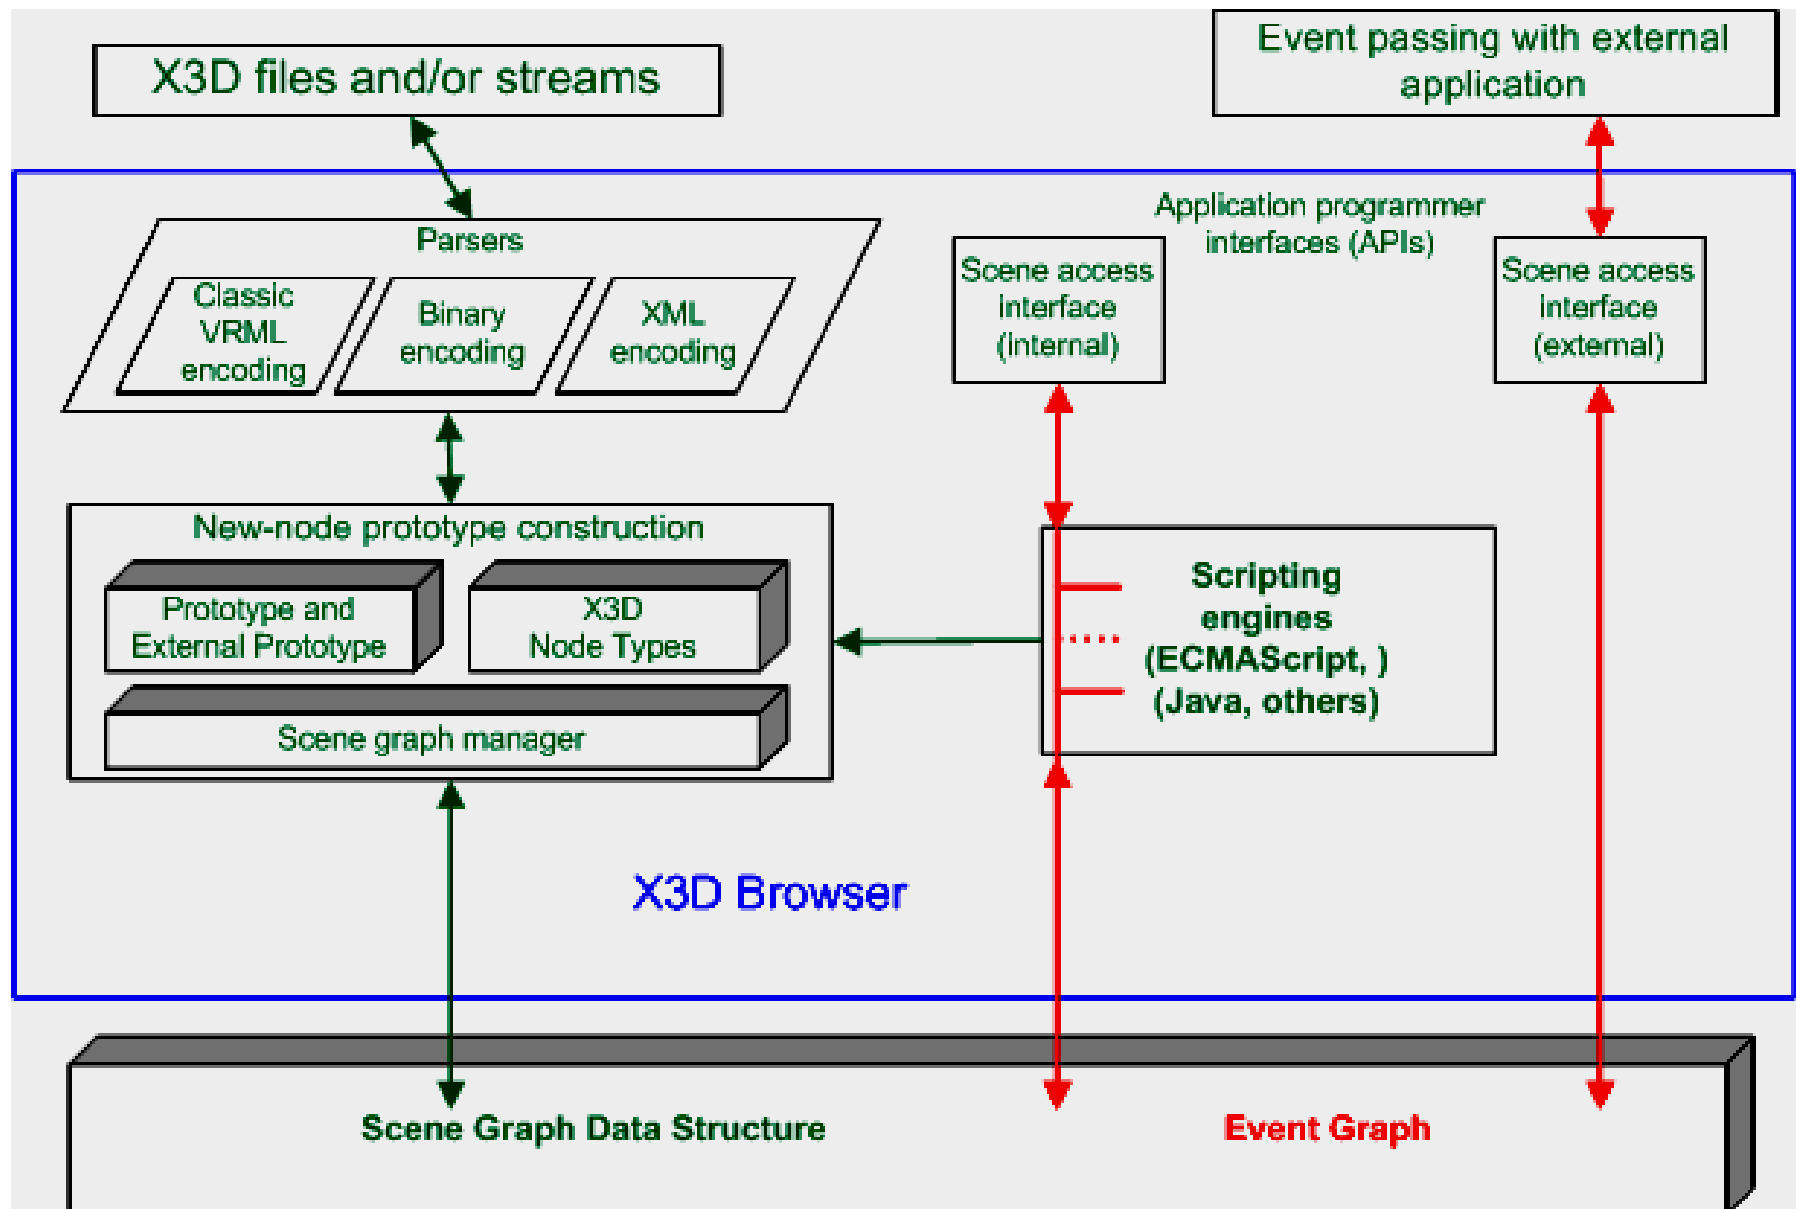 X3D files and/or streams
Event passing with external
application
Application programmer
interfaces (APIs)
Parsers
Classic
VRML
encoding
Binary
encoding
XML
encoding
Scene access
interface
(internal)
Scene access
interface
(external)
New-node prototype construction
Prototype and
External Prototype
X3D
Node Types
Scene graph manager
Scripting
engines
(ECMAScript, )
(Java, others)
X3D Browser
Scene Graph Data Structure
Event Graph